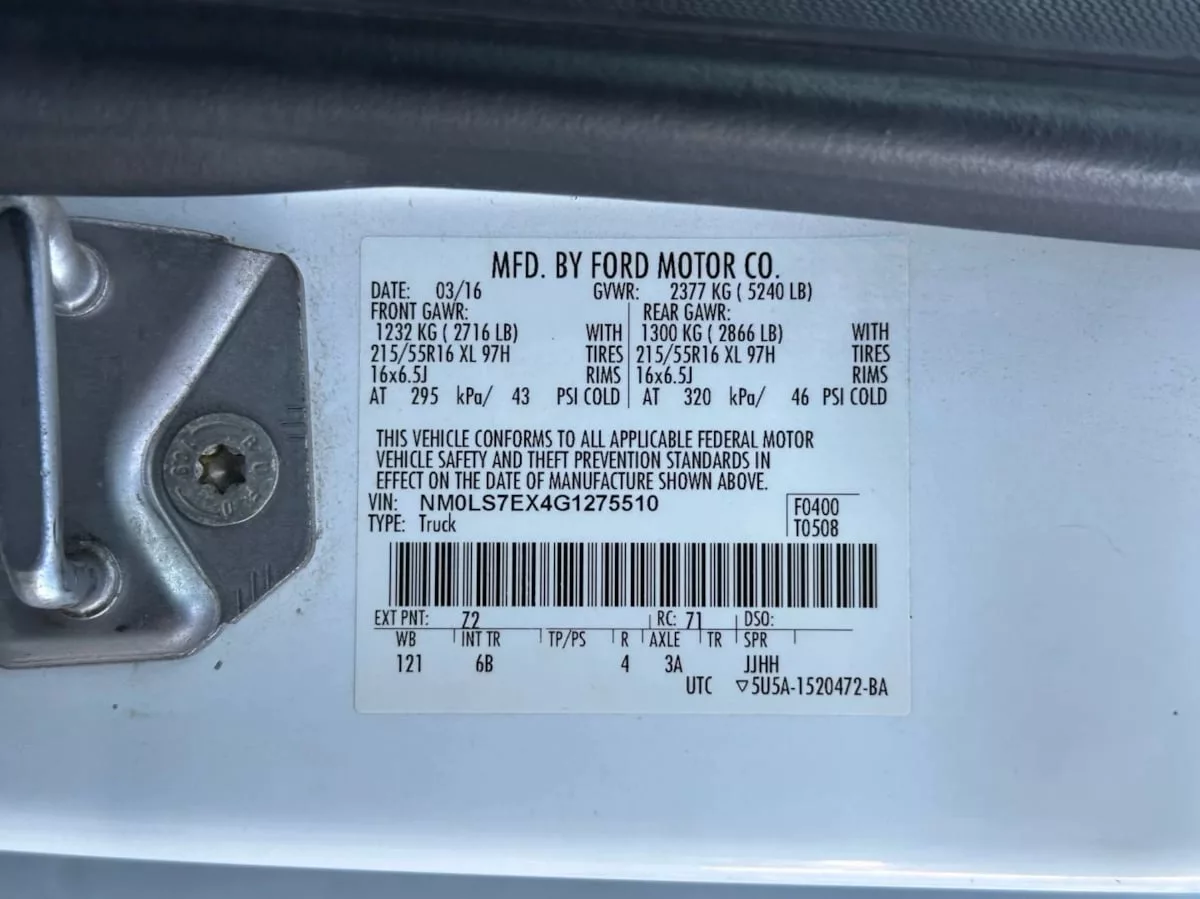 MFD. BY FORD MOTOR CO.
DATE: 03/16 GVWR: 2377 KG ( 5240 LB)
FRONT GAWR: REAR GAWR:
1232 KG ( 2716 LB) WITH 1300 KG ( 2866 LB) WITH
215/55R16 XL 97H TIRES 215/55R16 XL 97H TIRES
16x6.5J RIMS 16x6.5J RIMS
AT 295 kPa/ 43 PSI COLD AT 320 kPa/ 46 PSI COLD
THIS VEHICLE CONFORMS TO ALL APPLICABLE FEDERAL MOTOR
VEHICLE SAFETY AND THEFT PREVENTION STANDARDS IN
EFFECT ON THE DATE OF MANUFACTURE SHOWN ABOVE.
VIN: NM0LS7EX4G1275510 F0400
TYPE: Truck T0508
EXT PNT: Z2 RC: 71 DSO:
WB INT TR TP/PS R AXLE TR SPR
121 6B 4 3A JJHH
UTC ▽5U5A-1520472-BA